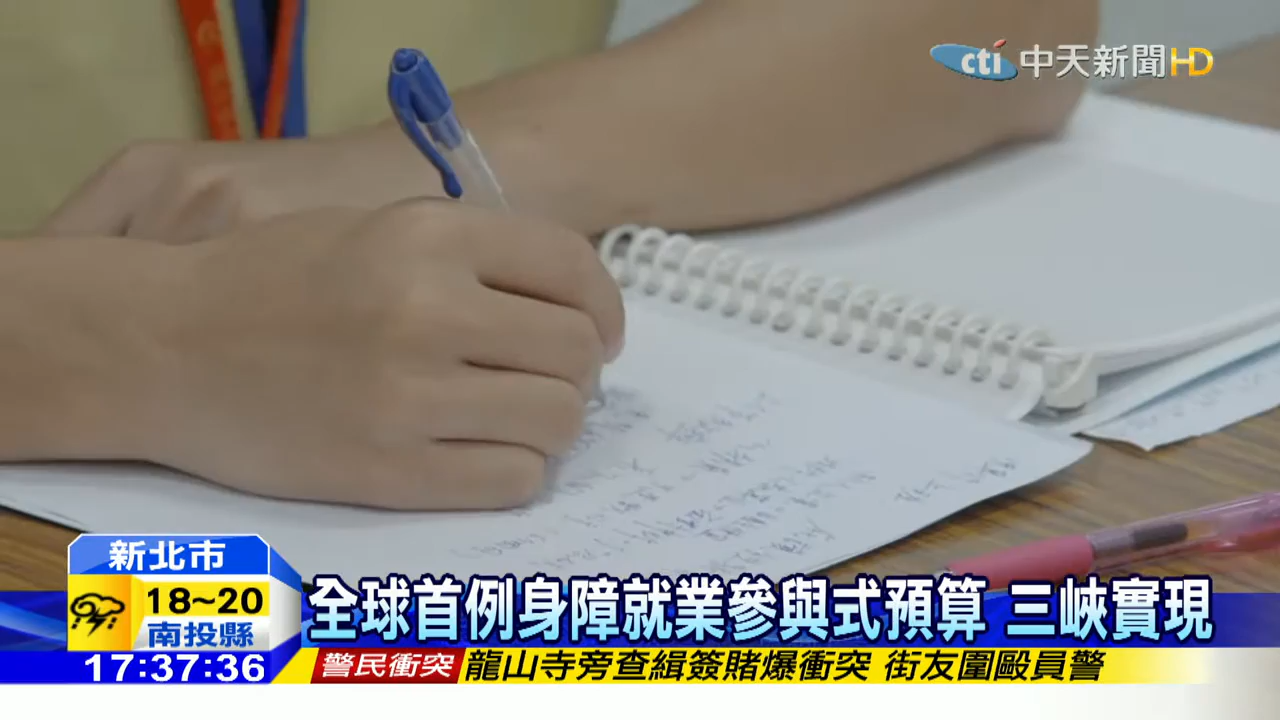 cti 中天新聞HD
新北市
18~20
南投縣
17:37:36
全球首例身障就業參與式預算 三峽實現
警民衝突 龍山寺旁查緝簽賭爆衝突 街友圍毆員警